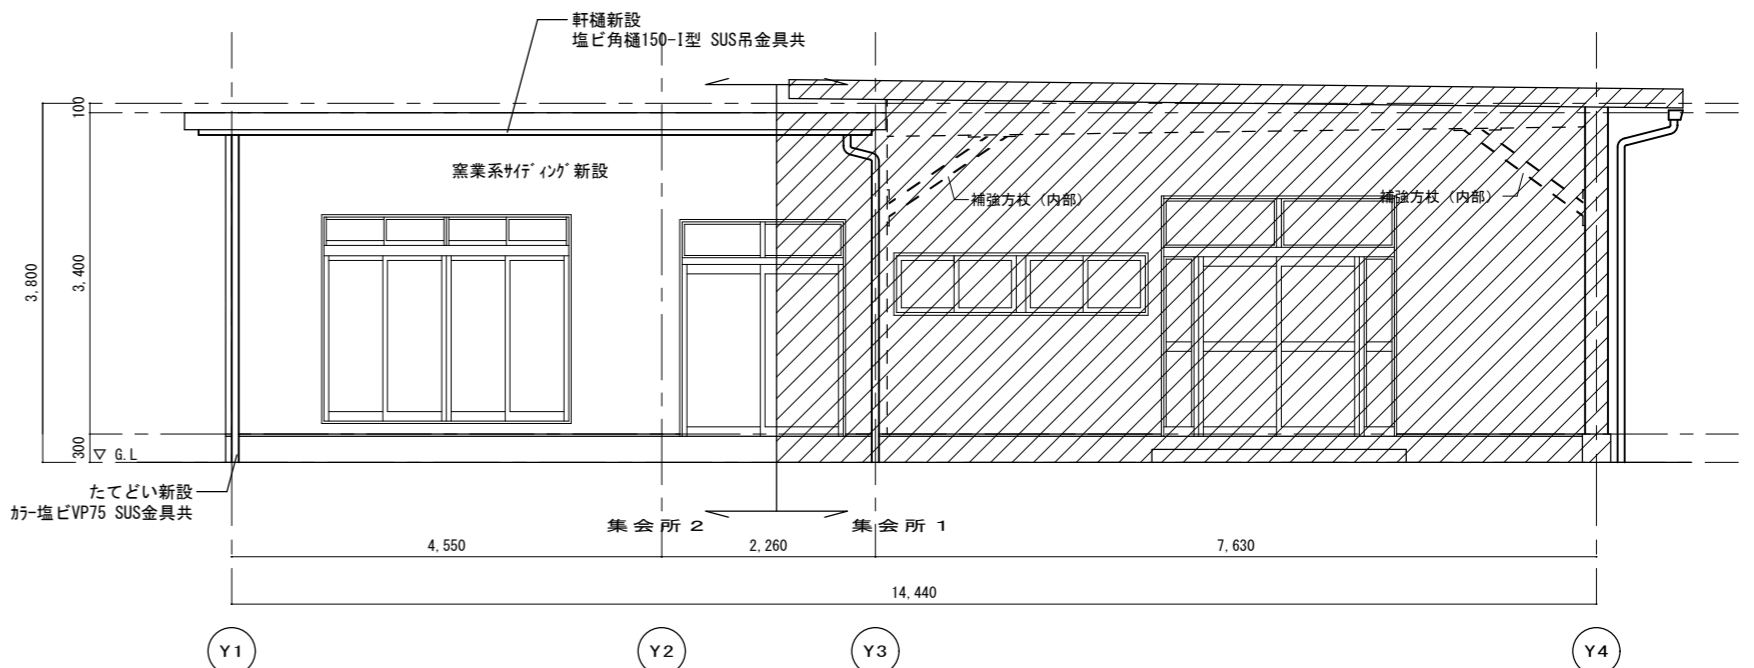 軒樋新設
塩ビ角樋150-I型 SUS吊金具共
100
窯業系ｻｲﾃﾞｨﾝｸﾞ新設
補強方杖（内部）
補強方杖（内部）
3,800
3,400
300
▽ G.L
たてどい新設
ｶﾗｰ塩ビVP75 SUS金具共
集会所２
集会所１
4,550
2,260
7,630
14,440
Y1
Y2
Y3
Y4